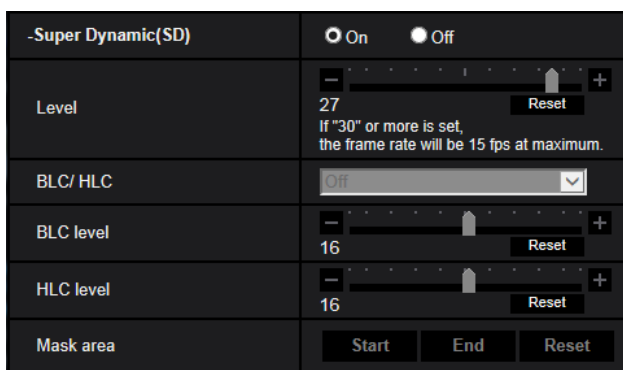 -Super Dynamic(SD) On Off
Level
- +
27 Reset
If "30" or more is set,
the frame rate will be 15 fps at maximum.
BLC/ HLC Off
BLC level
- +
16 Reset
HLC level
- +
16 Reset
Mask area Start End Reset